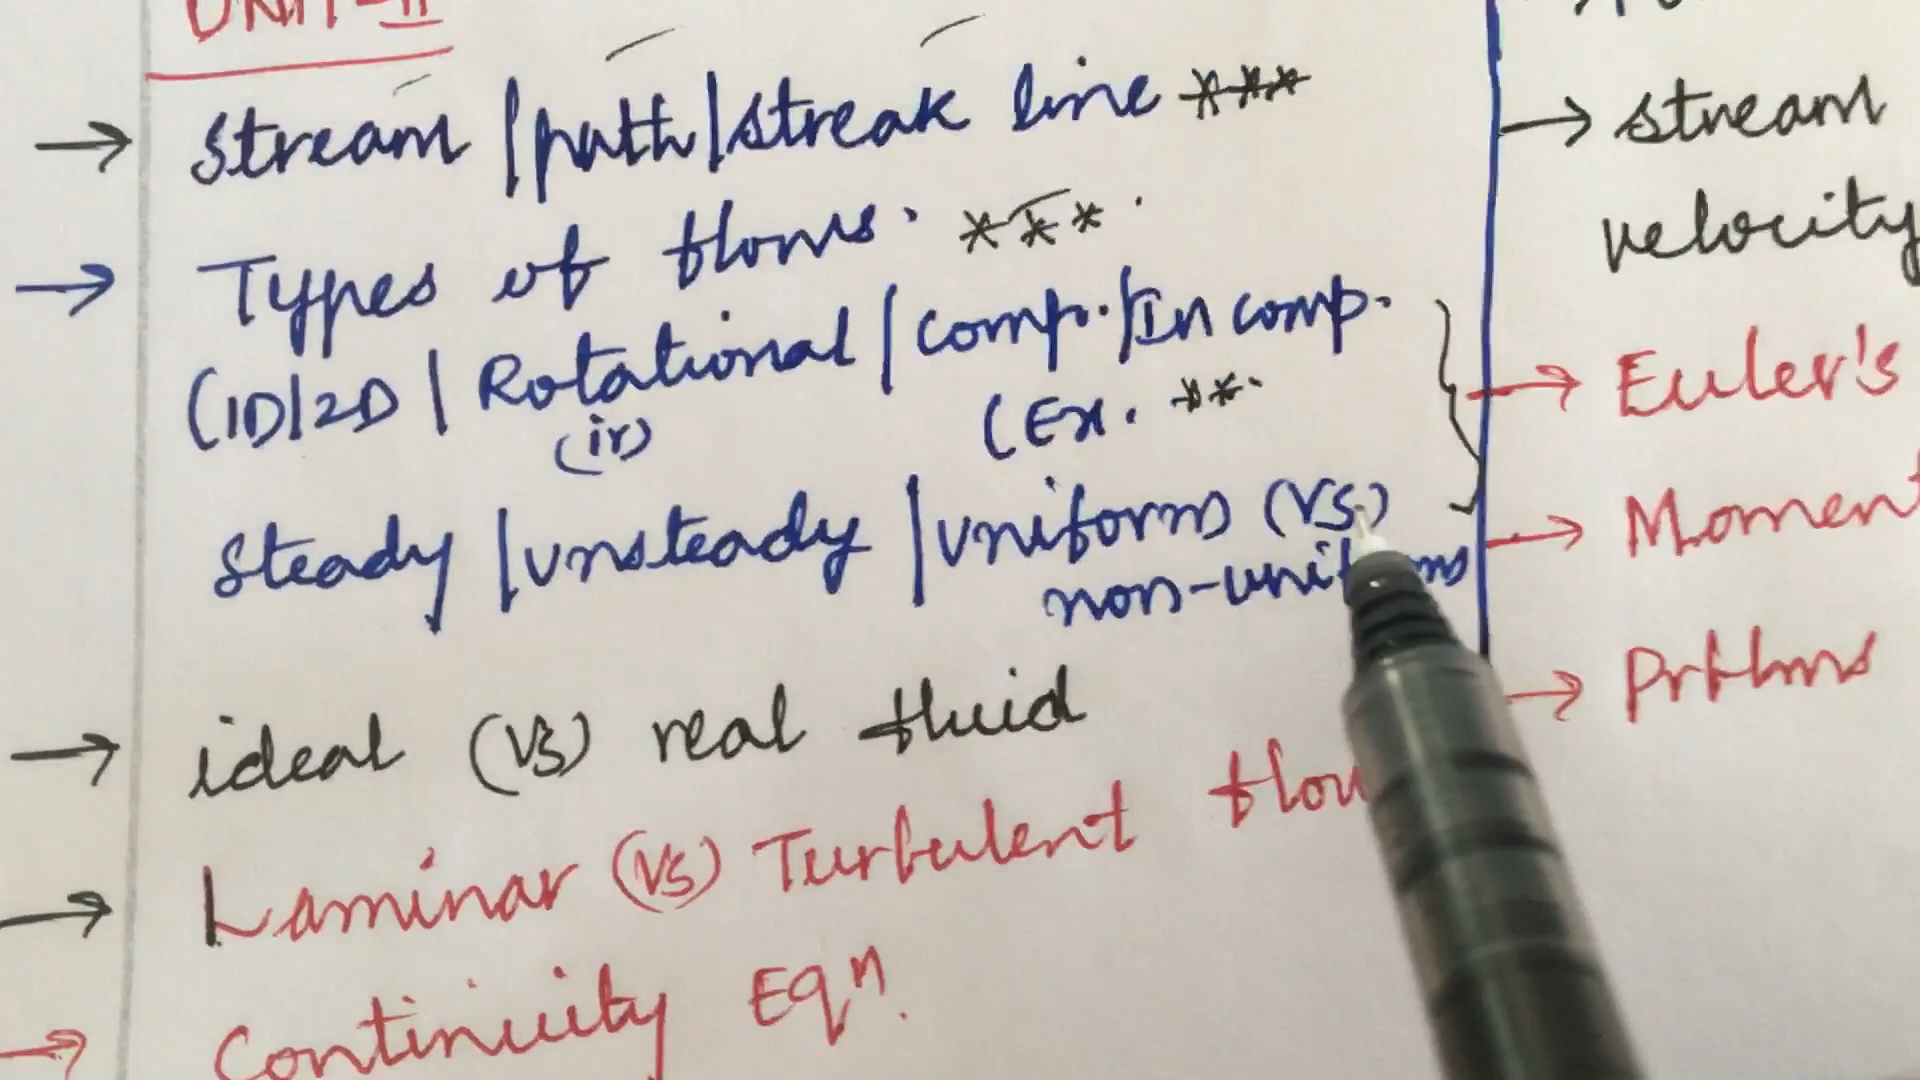 UNIT-II
→ stream / path / streak line ***
→ Types of flows. ***
(1D/2D / Rotational / comp. / In comp.
(ir) (Ex. **
steady / unsteady / uniform (vs)
non-uniform
→ ideal (vs) real fluid
→ Laminar (vs) Turbulent flow
→ Continuity Eqn.
→ stream
velocity
→ Euler's
→ Moment
→ Prblms